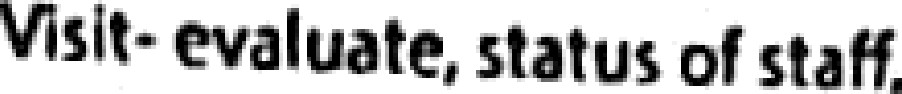 Visit- evaluate, status of staff,